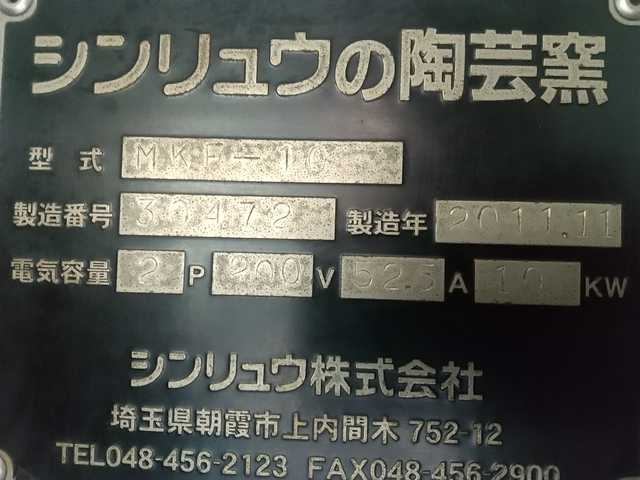 シンリュウの陶芸窯
型式 MKF-10
製造番号 30472 製造年 2011.11
電気容量 2 P 200 V 52.5 A 10 KW
シンリュウ株式会社
埼玉県朝霞市上内間木 752-12
TEL048-456-2123 FAX048-456-2900